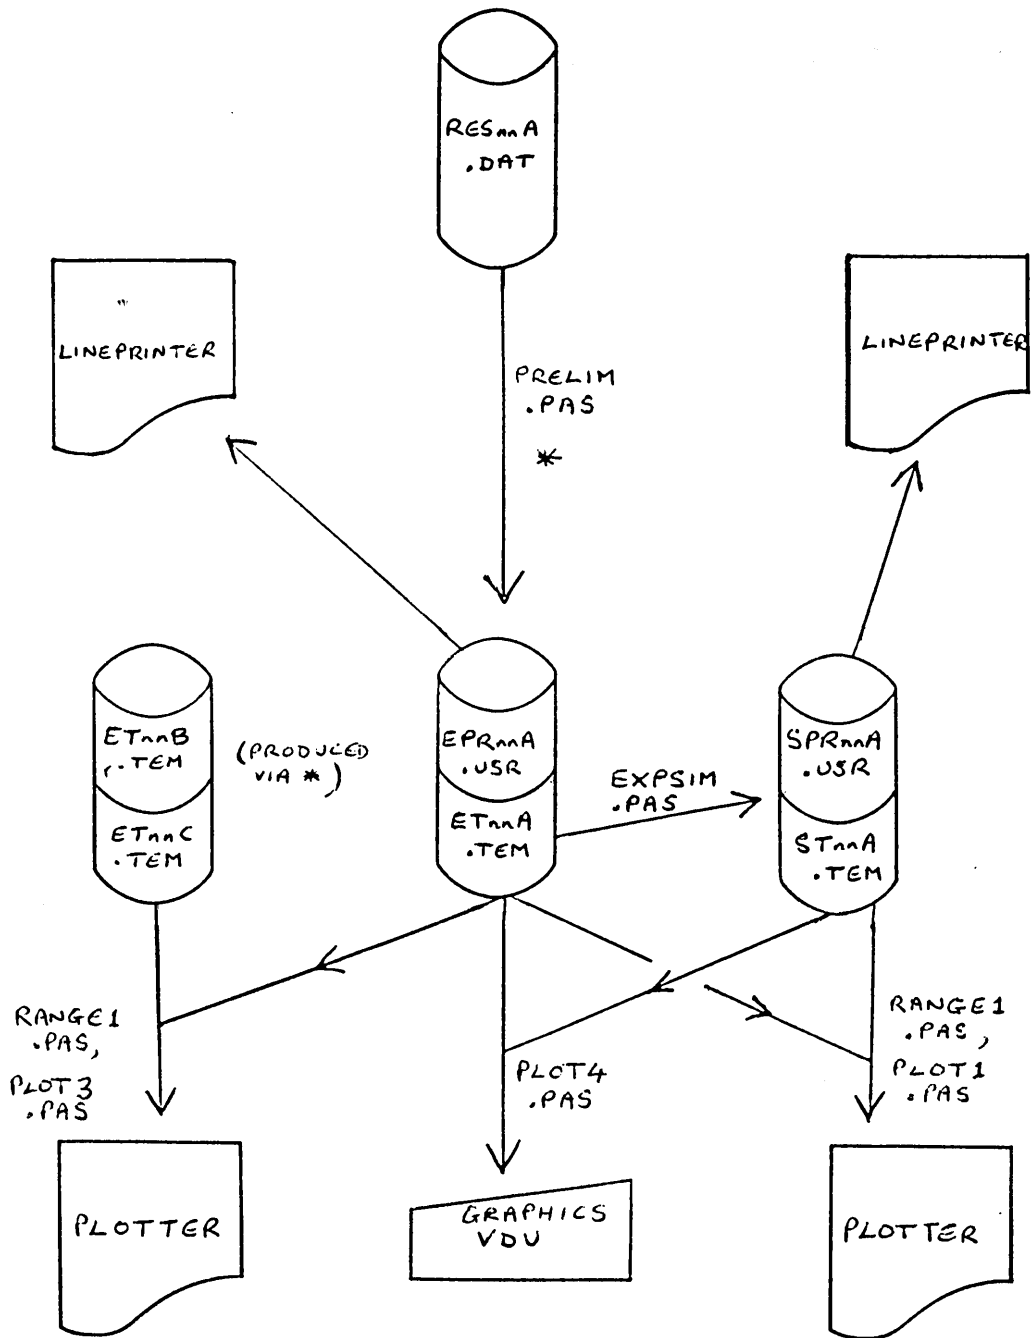 RESnnA
.DAT
LINEPRINTER
LINEPRINTER
PRELIM
.PAS
*
ETnnB
.TEM
ETnnC
.TEM
(PRODUCED
VIA *)
EPRnnA
.USR
ETnnA
.TEM
EXPSIM
.PAS
SPRnnA
.USR
STnnA
.TEM
RANGE1
.PAS,
PLOT3
.PAS
PLOT4
.PAS
RANGE1
.PAS,
PLOT1
.PAS
PLOTTER
GRAPHICS
VDU
PLOTTER